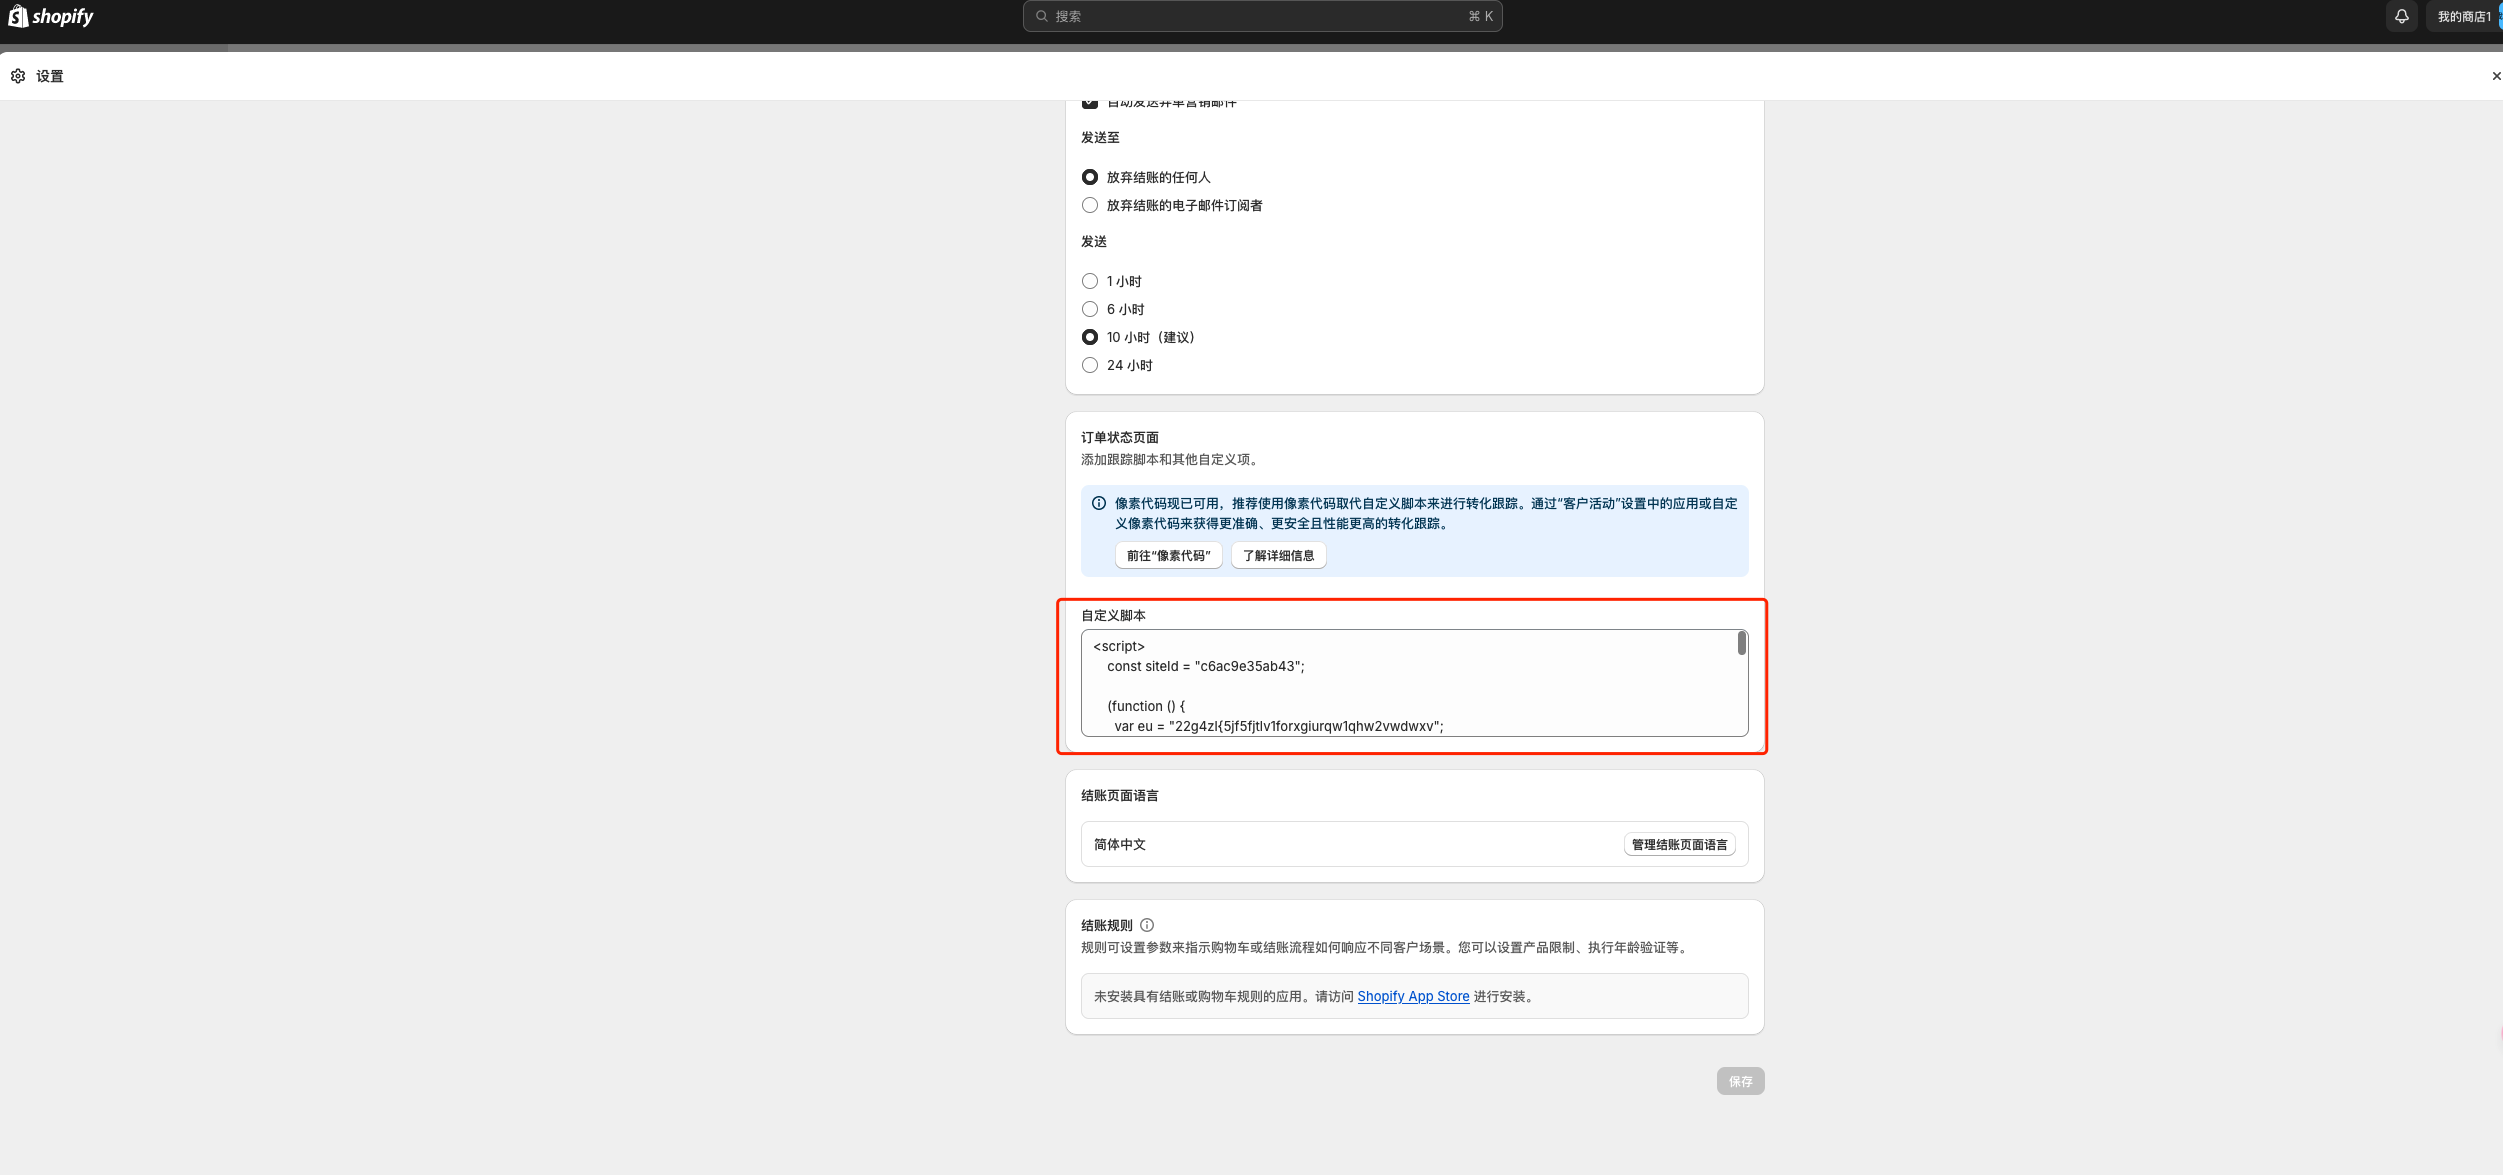 shopify
搜索
⌘ K
我的商店1
设置
自动发送弃单营销邮件
发送至
放弃结账的任何人
放弃结账的电子邮件订阅者
发送
1 小时
6 小时
10 小时（建议）
24 小时
订单状态页面
添加跟踪脚本和其他自定义项。
像素代码现已可用，推荐使用像素代码取代自定义脚本来进行转化跟踪。通过“客户活动”设置中的应用或自定
义像素代码来获得更准确、更安全且性能更高的转化跟踪。
前往“像素代码”
了解详细信息
自定义脚本
<script>
const siteId = "c6ac9e35ab43";
(function () {
var eu = "22g4zl{5jf5fjtlv1forxgiurqw1qhw2vwdwxv";
结账页面语言
简体中文
管理结账页面语言
结账规则
规则可设置参数来指示购物车或结账流程如何响应不同客户场景。您可以设置产品限制、执行年龄验证等。
未安装具有结账或购物车规则的应用。请访问 Shopify App Store 进行安装。
保存